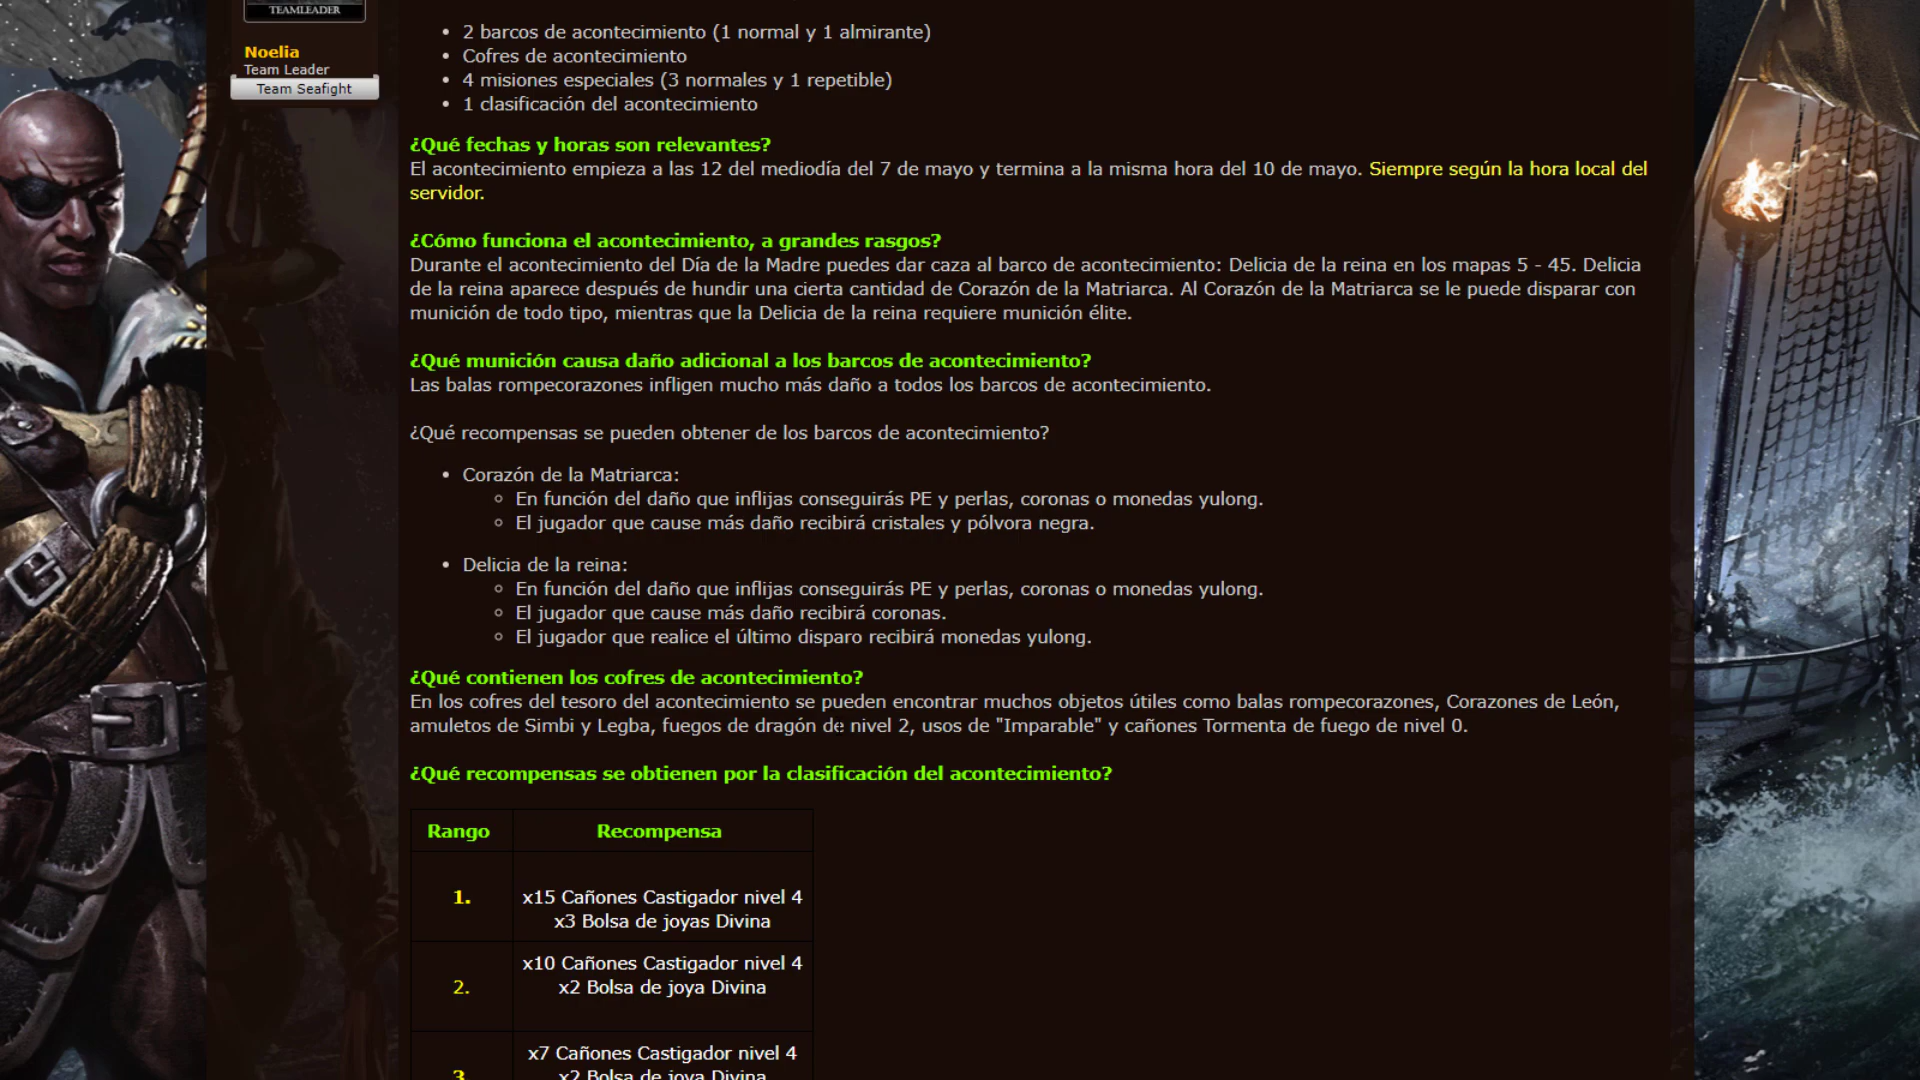 TEAMLEADER
Noelia
Team Leader
Team Seafight
• 2 barcos de acontecimiento (1 normal y 1 almirante)
• Cofres de acontecimiento
• 4 misiones especiales (3 normales y 1 repetible)
• 1 clasificación del acontecimiento
¿Qué fechas y horas son relevantes?
El acontecimiento empieza a las 12 del mediodía del 7 de mayo y termina a la misma hora del 10 de mayo. Siempre según la hora local del
servidor.
¿Cómo funciona el acontecimiento, a grandes rasgos?
Durante el acontecimiento del Día de la Madre puedes dar caza al barco de acontecimiento: Delicia de la reina en los mapas 5 - 45. Delicia
de la reina aparece después de hundir una cierta cantidad de Corazón de la Matriarca. Al Corazón de la Matriarca se le puede disparar con
munición de todo tipo, mientras que la Delicia de la reina requiere munición élite.
¿Qué munición causa daño adicional a los barcos de acontecimiento?
Las balas rompecorazones infligen mucho más daño a todos los barcos de acontecimiento.
¿Qué recompensas se pueden obtener de los barcos de acontecimiento?
• Corazón de la Matriarca:
◦ En función del daño que inflijas conseguirás PE y perlas, coronas o monedas yulong.
◦ El jugador que cause más daño recibirá cristales y pólvora negra.
• Delicia de la reina:
◦ En función del daño que inflijas conseguirás PE y perlas, coronas o monedas yulong.
◦ El jugador que cause más daño recibirá coronas.
◦ El jugador que realice el último disparo recibirá monedas yulong.
¿Qué contienen los cofres de acontecimiento?
En los cofres del tesoro del acontecimiento se pueden encontrar muchos objetos útiles como balas rompecorazones, Corazones de León,
amuletos de Simbi y Legba, fuegos de dragón de nivel 2, usos de "Imparable" y cañones Tormenta de fuego de nivel 0.
¿Qué recompensas se obtienen por la clasificación del acontecimiento?
Rango Recompensa
1. x15 Cañones Castigador nivel 4
x3 Bolsa de joyas Divina
x10 Cañones Castigador nivel 4
2. x2 Bolsa de joya Divina
x7 Cañones Castigador nivel 4
3. x2 Bolsa de joya Divina